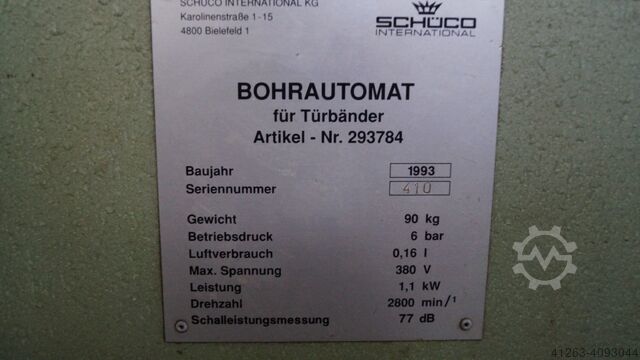 SCHÜCO INTERNATIONAL KG
Karolinenstraße 1-15
4800 Bielefeld 1
SCHÜCO
INTERNATIONAL
BOHRAUTOMAT
für Türbänder
Artikel - Nr. 293784
Baujahr 1993
Seriennummer 410
Gewicht 90 kg
Betriebsdruck 6 bar
Luftverbrauch 0,16 l
Max. Spannung 380 V
Leistung 1,1 kW
Drehzahl 2800 min/1
Schalleistungsmessung 77 dB
41263-4093044